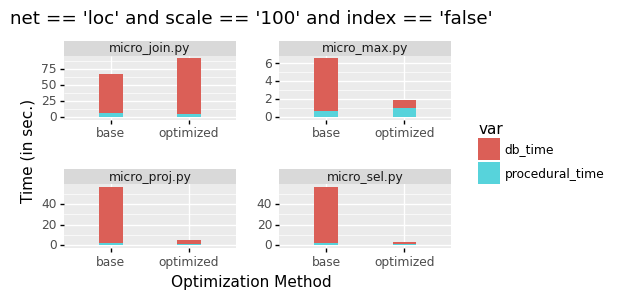 net == 'loc' and scale == '100' and index == 'false'
micro_join.py
micro_max.py
75
50
25
0
6
4
2
0
base
optimized
base
optimized
micro_proj.py
micro_sel.py
40
20
0
40
20
0
base
optimized
base
optimized
Time (in sec.)
Optimization Method
var
db_time
procedural_time